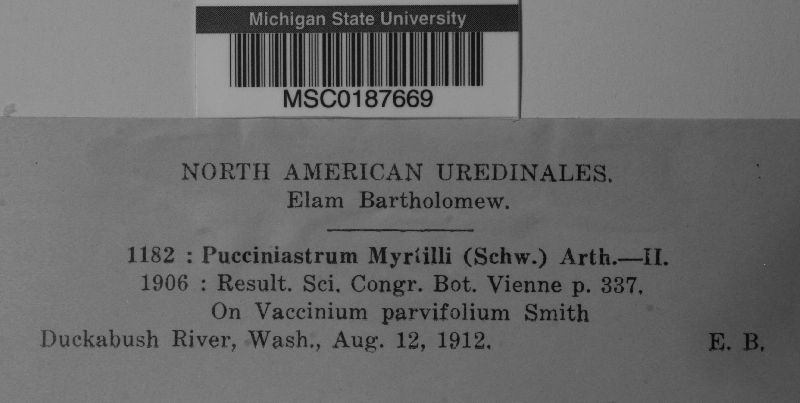 Michigan State University
MSC0187669
NORTH AMERICAN UREDINALES.
Elam Bartholomew.
1182 : Pucciniastrum Myrtilli (Schw.) Arth.—II.
1906 : Result. Sci. Congr. Bot. Vienne p. 337.
On Vaccinium parvifolium Smith
Duckabush River, Wash., Aug. 12, 1912. E. B.